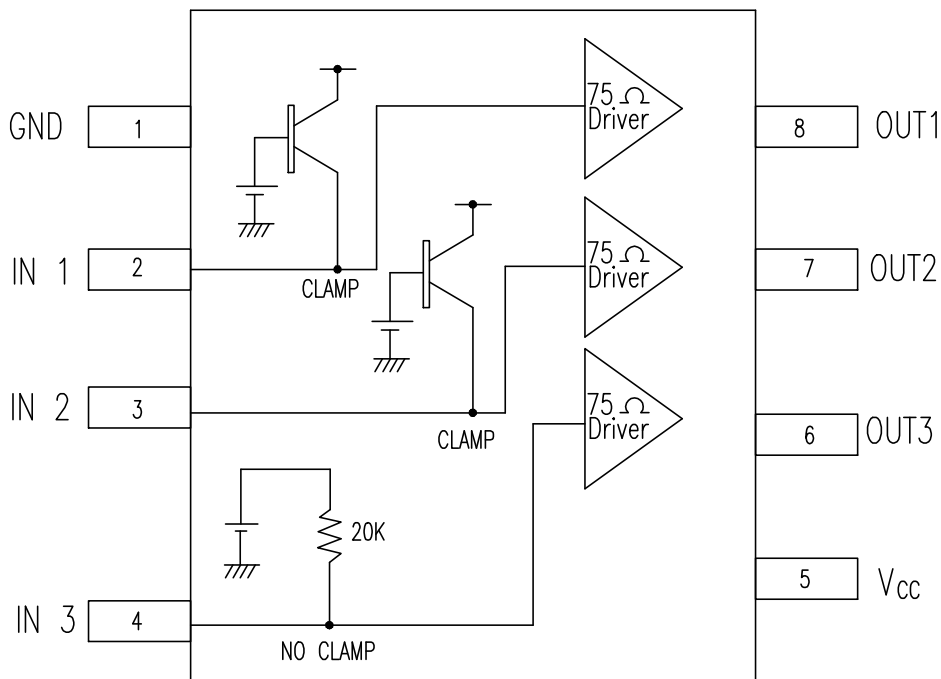 GND
1
75 Ω
Driver
8
OUT1
IN 1
2
CLAMP
75 Ω
Driver
7
OUT2
IN 2
3
CLAMP
75 Ω
Driver
6
OUT3
20K
5
VCC
IN 3
4
NO CLAMP